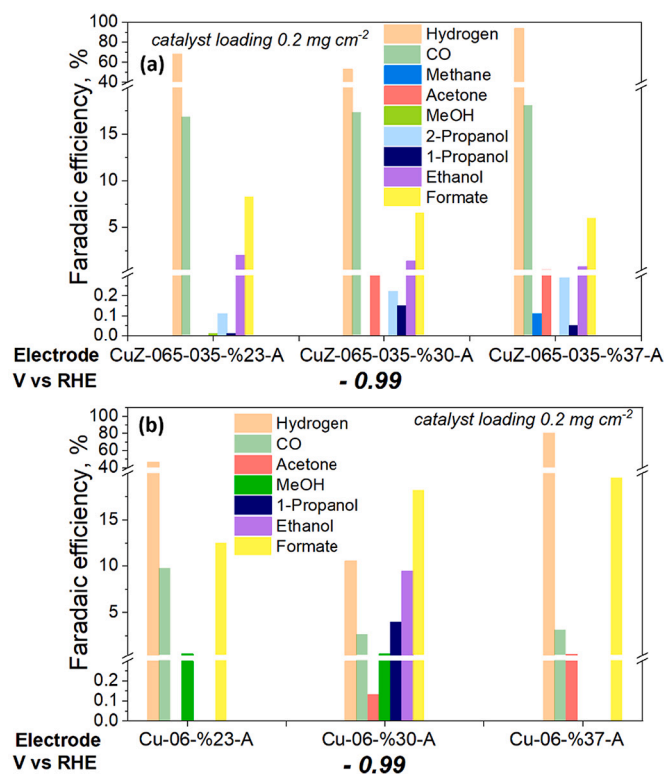 100
80
60
40
15
5
0.2
0.1
0.0
Faradaic efficiency, %
catalyst loading 0.2 mg cm-2
(a)
Hydrogen
CO
Methane
Acetone
MeOH
2-Propanol
1-Propanol
Ethanol
Formate
Electrode CuZ-065-035-%23-A CuZ-065-035-%30-A CuZ-065-035-%37-A
V vs RHE - 0.99
100
80
60
40
15
10
5
0.2
0.1
0.0
Faradaic efficiency, %
(b)
catalyst loading 0.2 mg cm-2
Hydrogen
CO
Acetone
MeOH
1-Propanol
Ethanol
Formate
Electrode Cu-06-%23-A Cu-06-%30-A Cu-06-%37-A
V vs RHE - 0.99